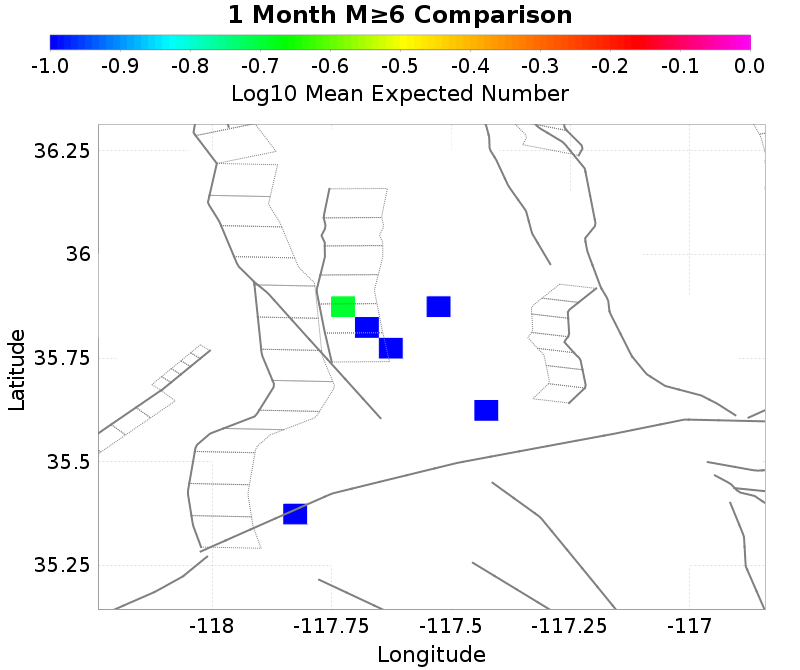 1 Month M≥6 Comparison
-1.0 -0.9 -0.8 -0.7 -0.6 -0.5 -0.4 -0.3 -0.2 -0.1 0.0
Log10 Mean Expected Number
36.25
36
35.75
35.5
35.25
Latitude
-118 -117.75 -117.5 -117.25 -117
Longitude